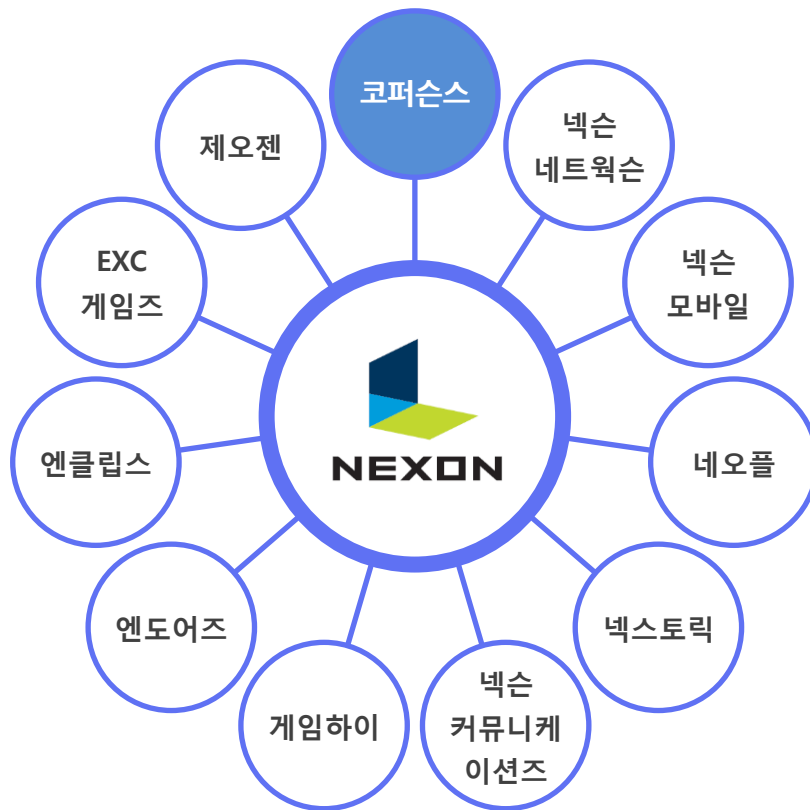 코퍼슨스
넥슨
네트웍슨
넥슨
모바일
네오플
넥스토릭
넥슨
커뮤니케
이션즈
게임하이
엔도어즈
엔클립스
EXC
게임즈
제오젠
NEXON